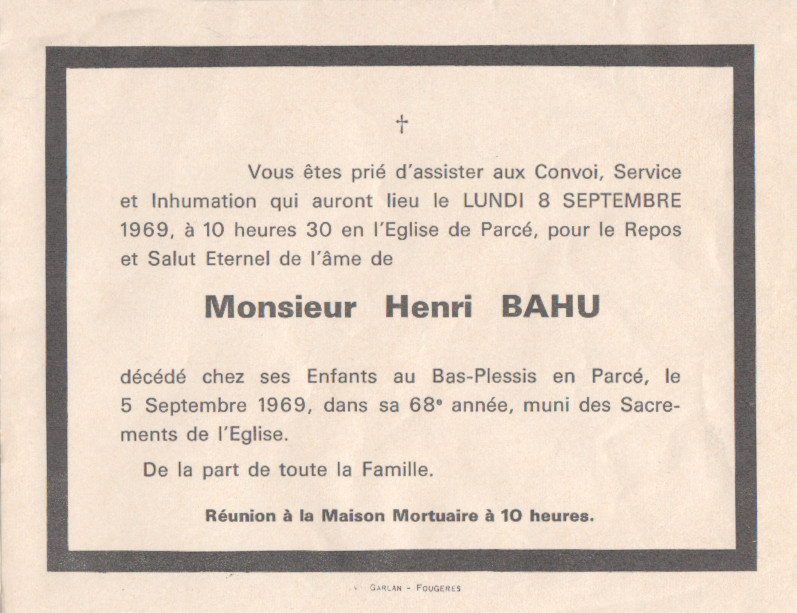 †
Vous êtes prié d'assister aux Convoi, Service
et Inhumation qui auront lieu le LUNDI 8 SEPTEMBRE
1969, à 10 heures 30 en l'Eglise de Parcé, pour le Repos
et Salut Eternel de l'âme de
Monsieur Henri BAHU
décédé chez ses Enfants au Bas-Plessis en Parcé, le
5 Septembre 1969, dans sa 68e année, muni des Sacre-
ments de l'Eglise.
De la part de toute la Famille.
Réunion à la Maison Mortuaire à 10 heures.
GARLAN - FOUGERES